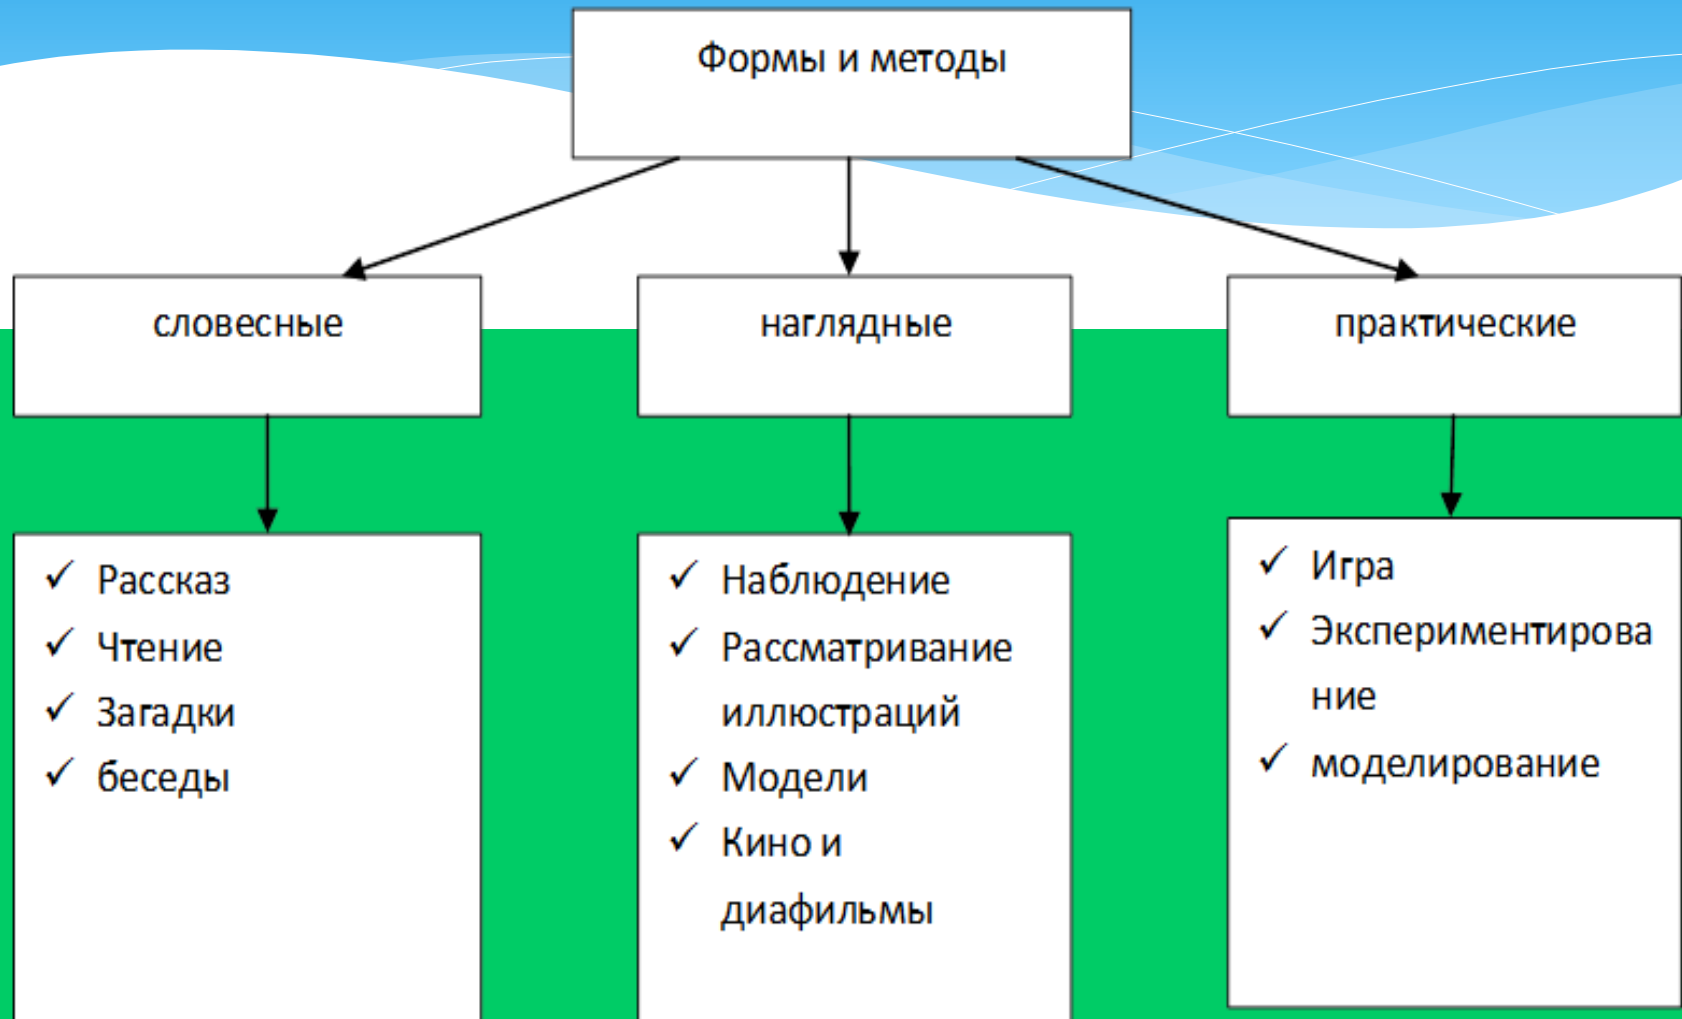 Формы и методы
словесные
наглядные
практические
✓ Рассказ
✓ Чтение
✓ Загадки
✓ беседы
✓ Наблюдение
✓ Рассматривание
иллюстраций
✓ Модели
✓ Кино и
диафильмы
✓ Игра
✓ Экспериментирова
ние
✓ моделирование